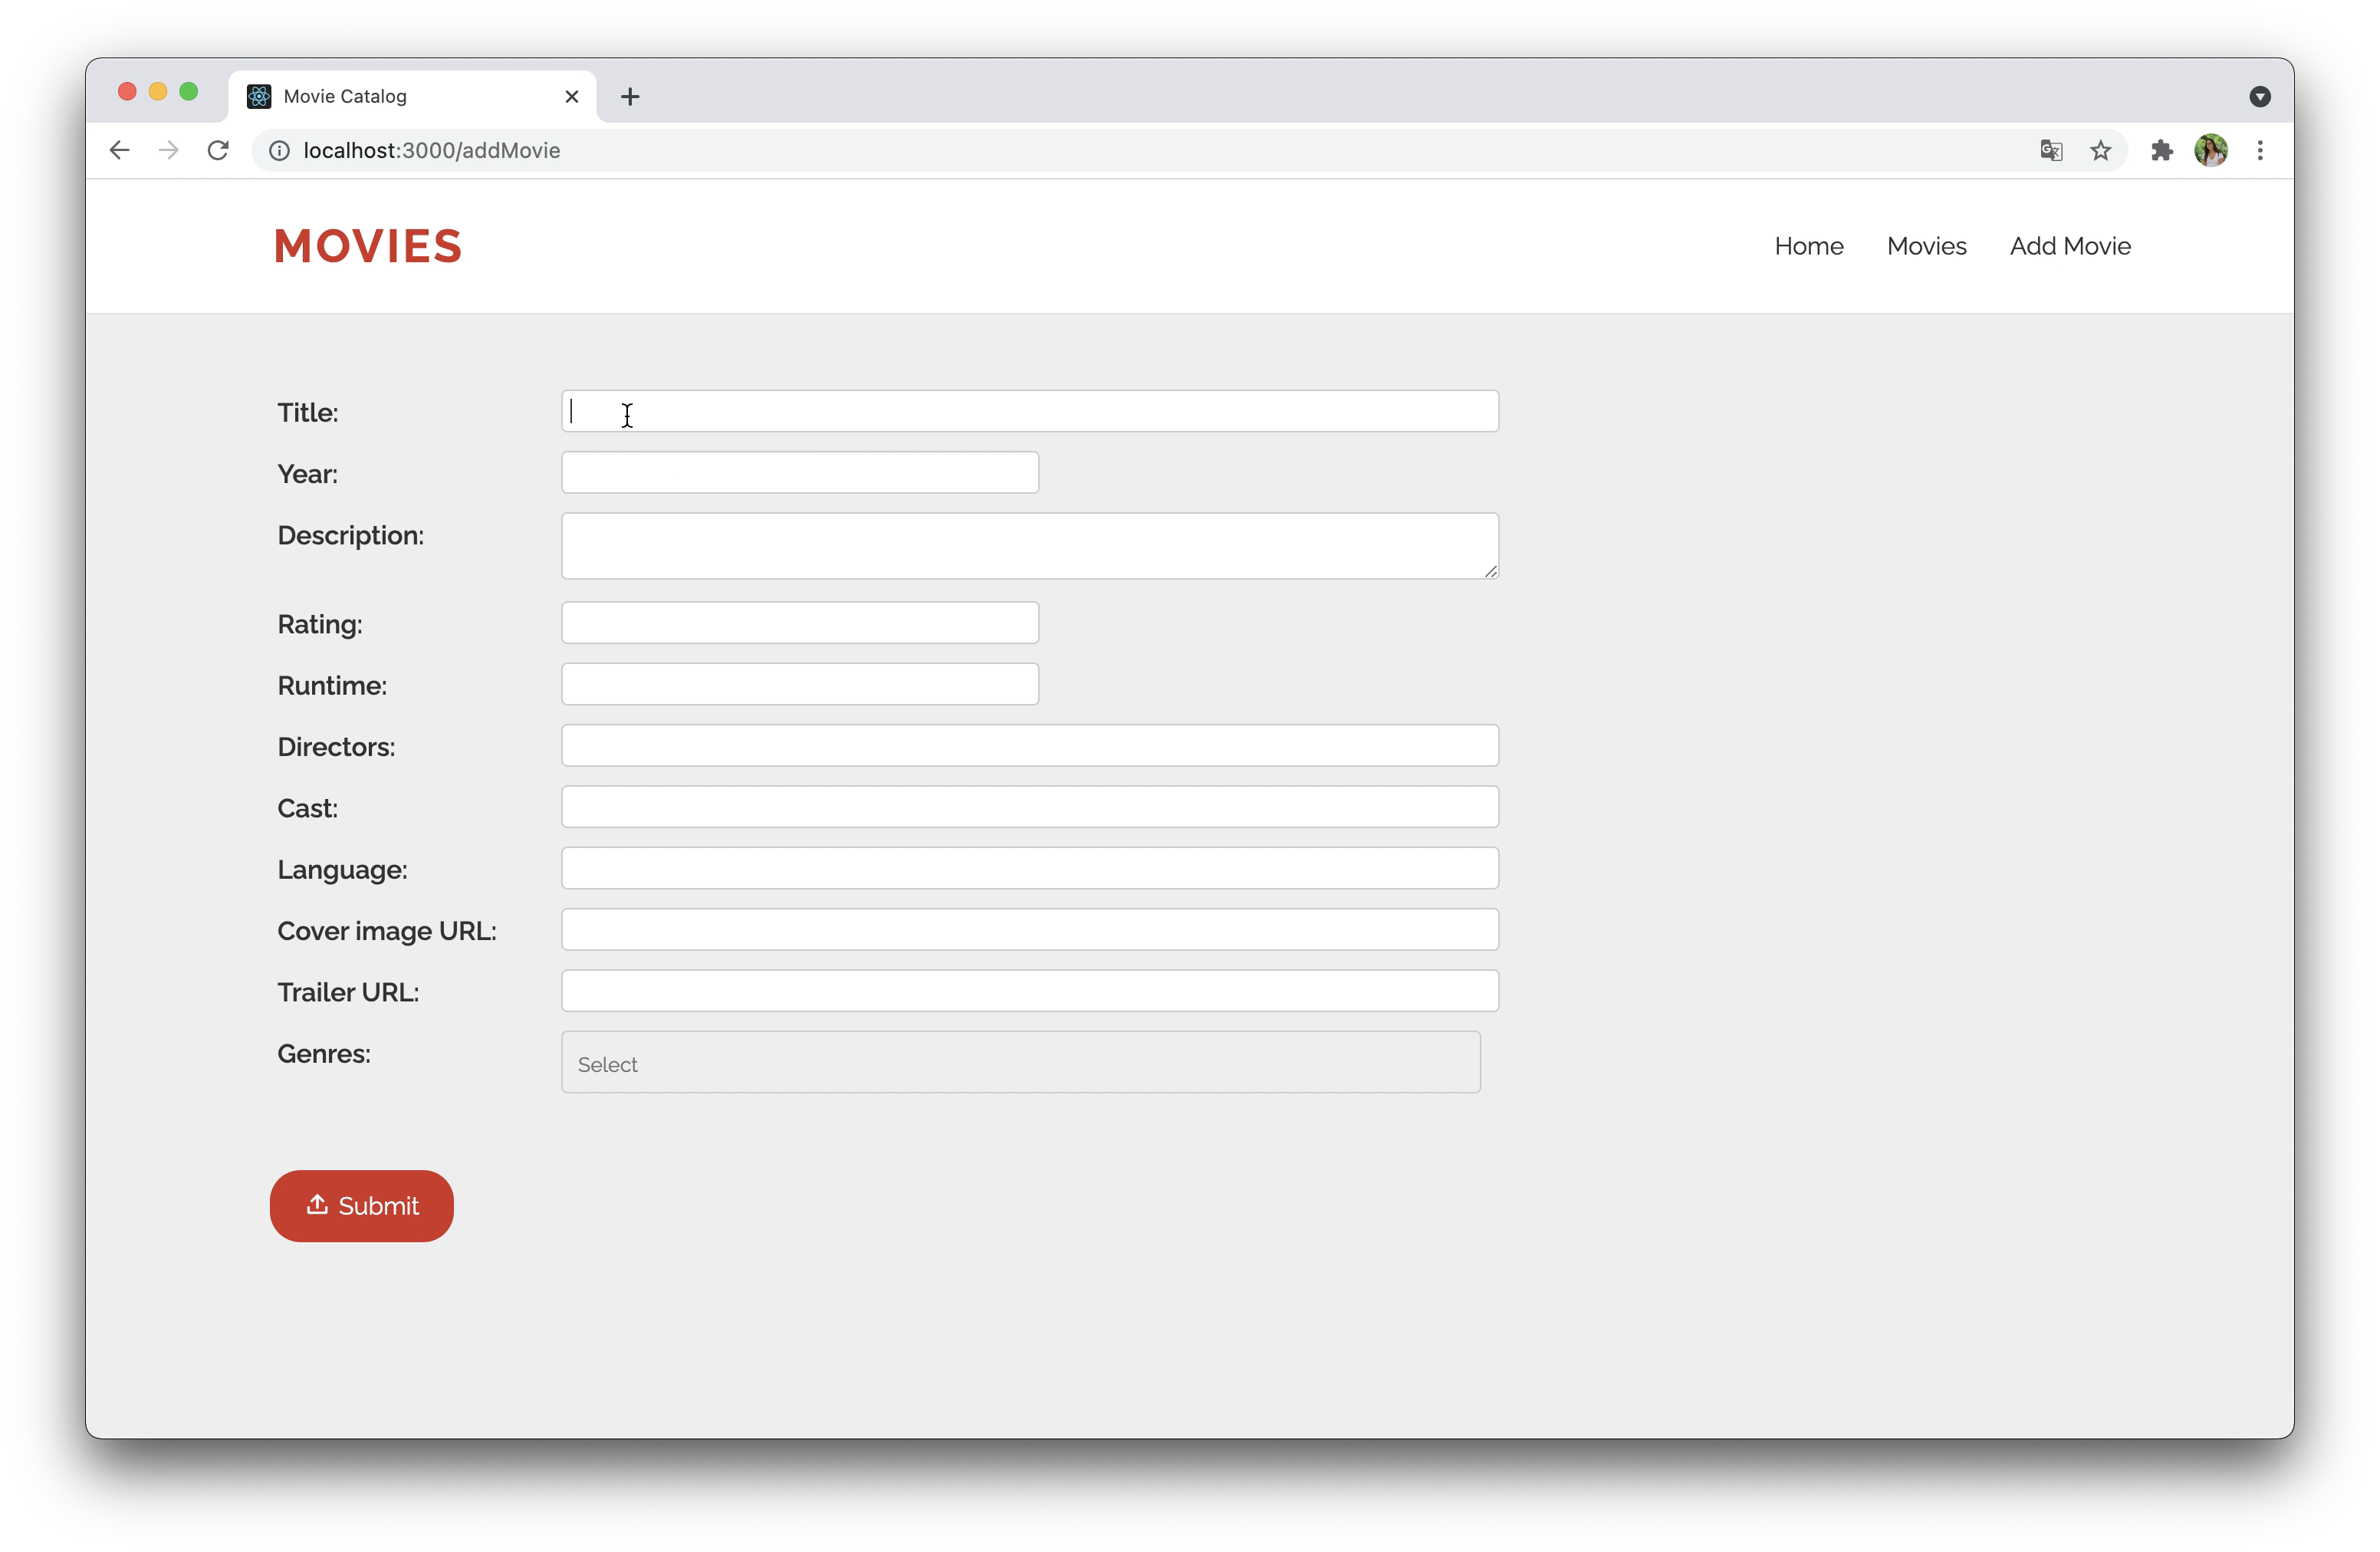 Movie Catalog
localhost:3000/addMovie
MOVIES
Home Movies Add Movie
Title:
Year:
Description:
Rating:
Runtime:
Directors:
Cast:
Language:
Cover image URL:
Trailer URL:
Genres: Select
Submit